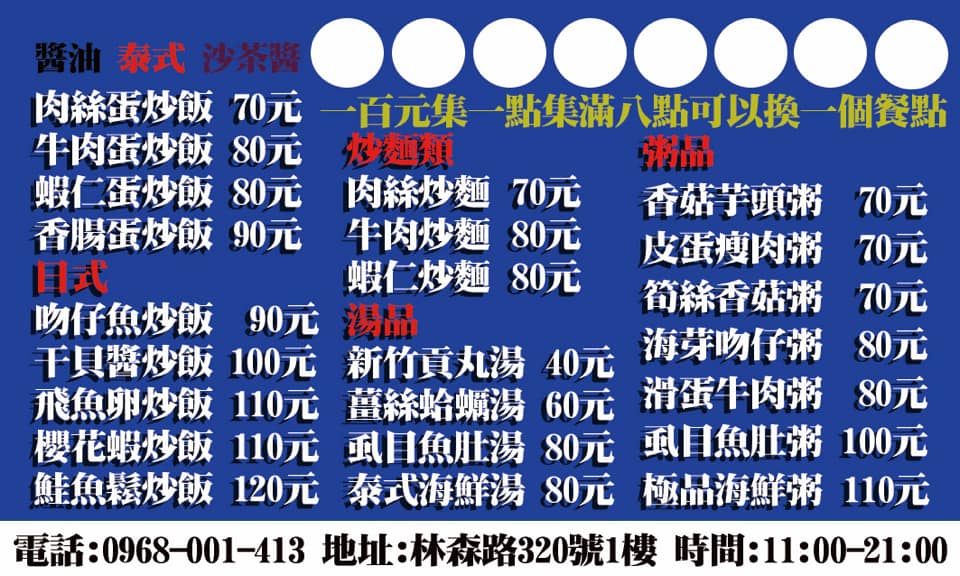 醬油 泰式 沙茶醬
肉絲蛋炒飯 70元
牛肉蛋炒飯 80元
蝦仁蛋炒飯 80元
香腸蛋炒飯 90元
日式
吻仔魚炒飯 90元
干貝醬炒飯 100元
飛魚卵炒飯 110元
櫻花蝦炒飯 110元
鮭魚鬆炒飯 120元
一百元集一點集滿八點可以換一個餐點
炒麵類
肉絲炒麵 70元
牛肉炒麵 80元
蝦仁炒麵 80元
湯品
新竹貢丸湯 40元
薑絲蛤蠣湯 60元
虱目魚肚湯 80元
泰式海鮮湯 80元
粥品
香菇芋頭粥 70元
皮蛋瘦肉粥 70元
筍絲香菇粥 70元
海芽吻仔粥 80元
滑蛋牛肉粥 80元
虱目魚肚粥 100元
極品海鮮粥 110元
電話:0968-001-413 地址:林森路320號1樓 時間:11:00-21:00